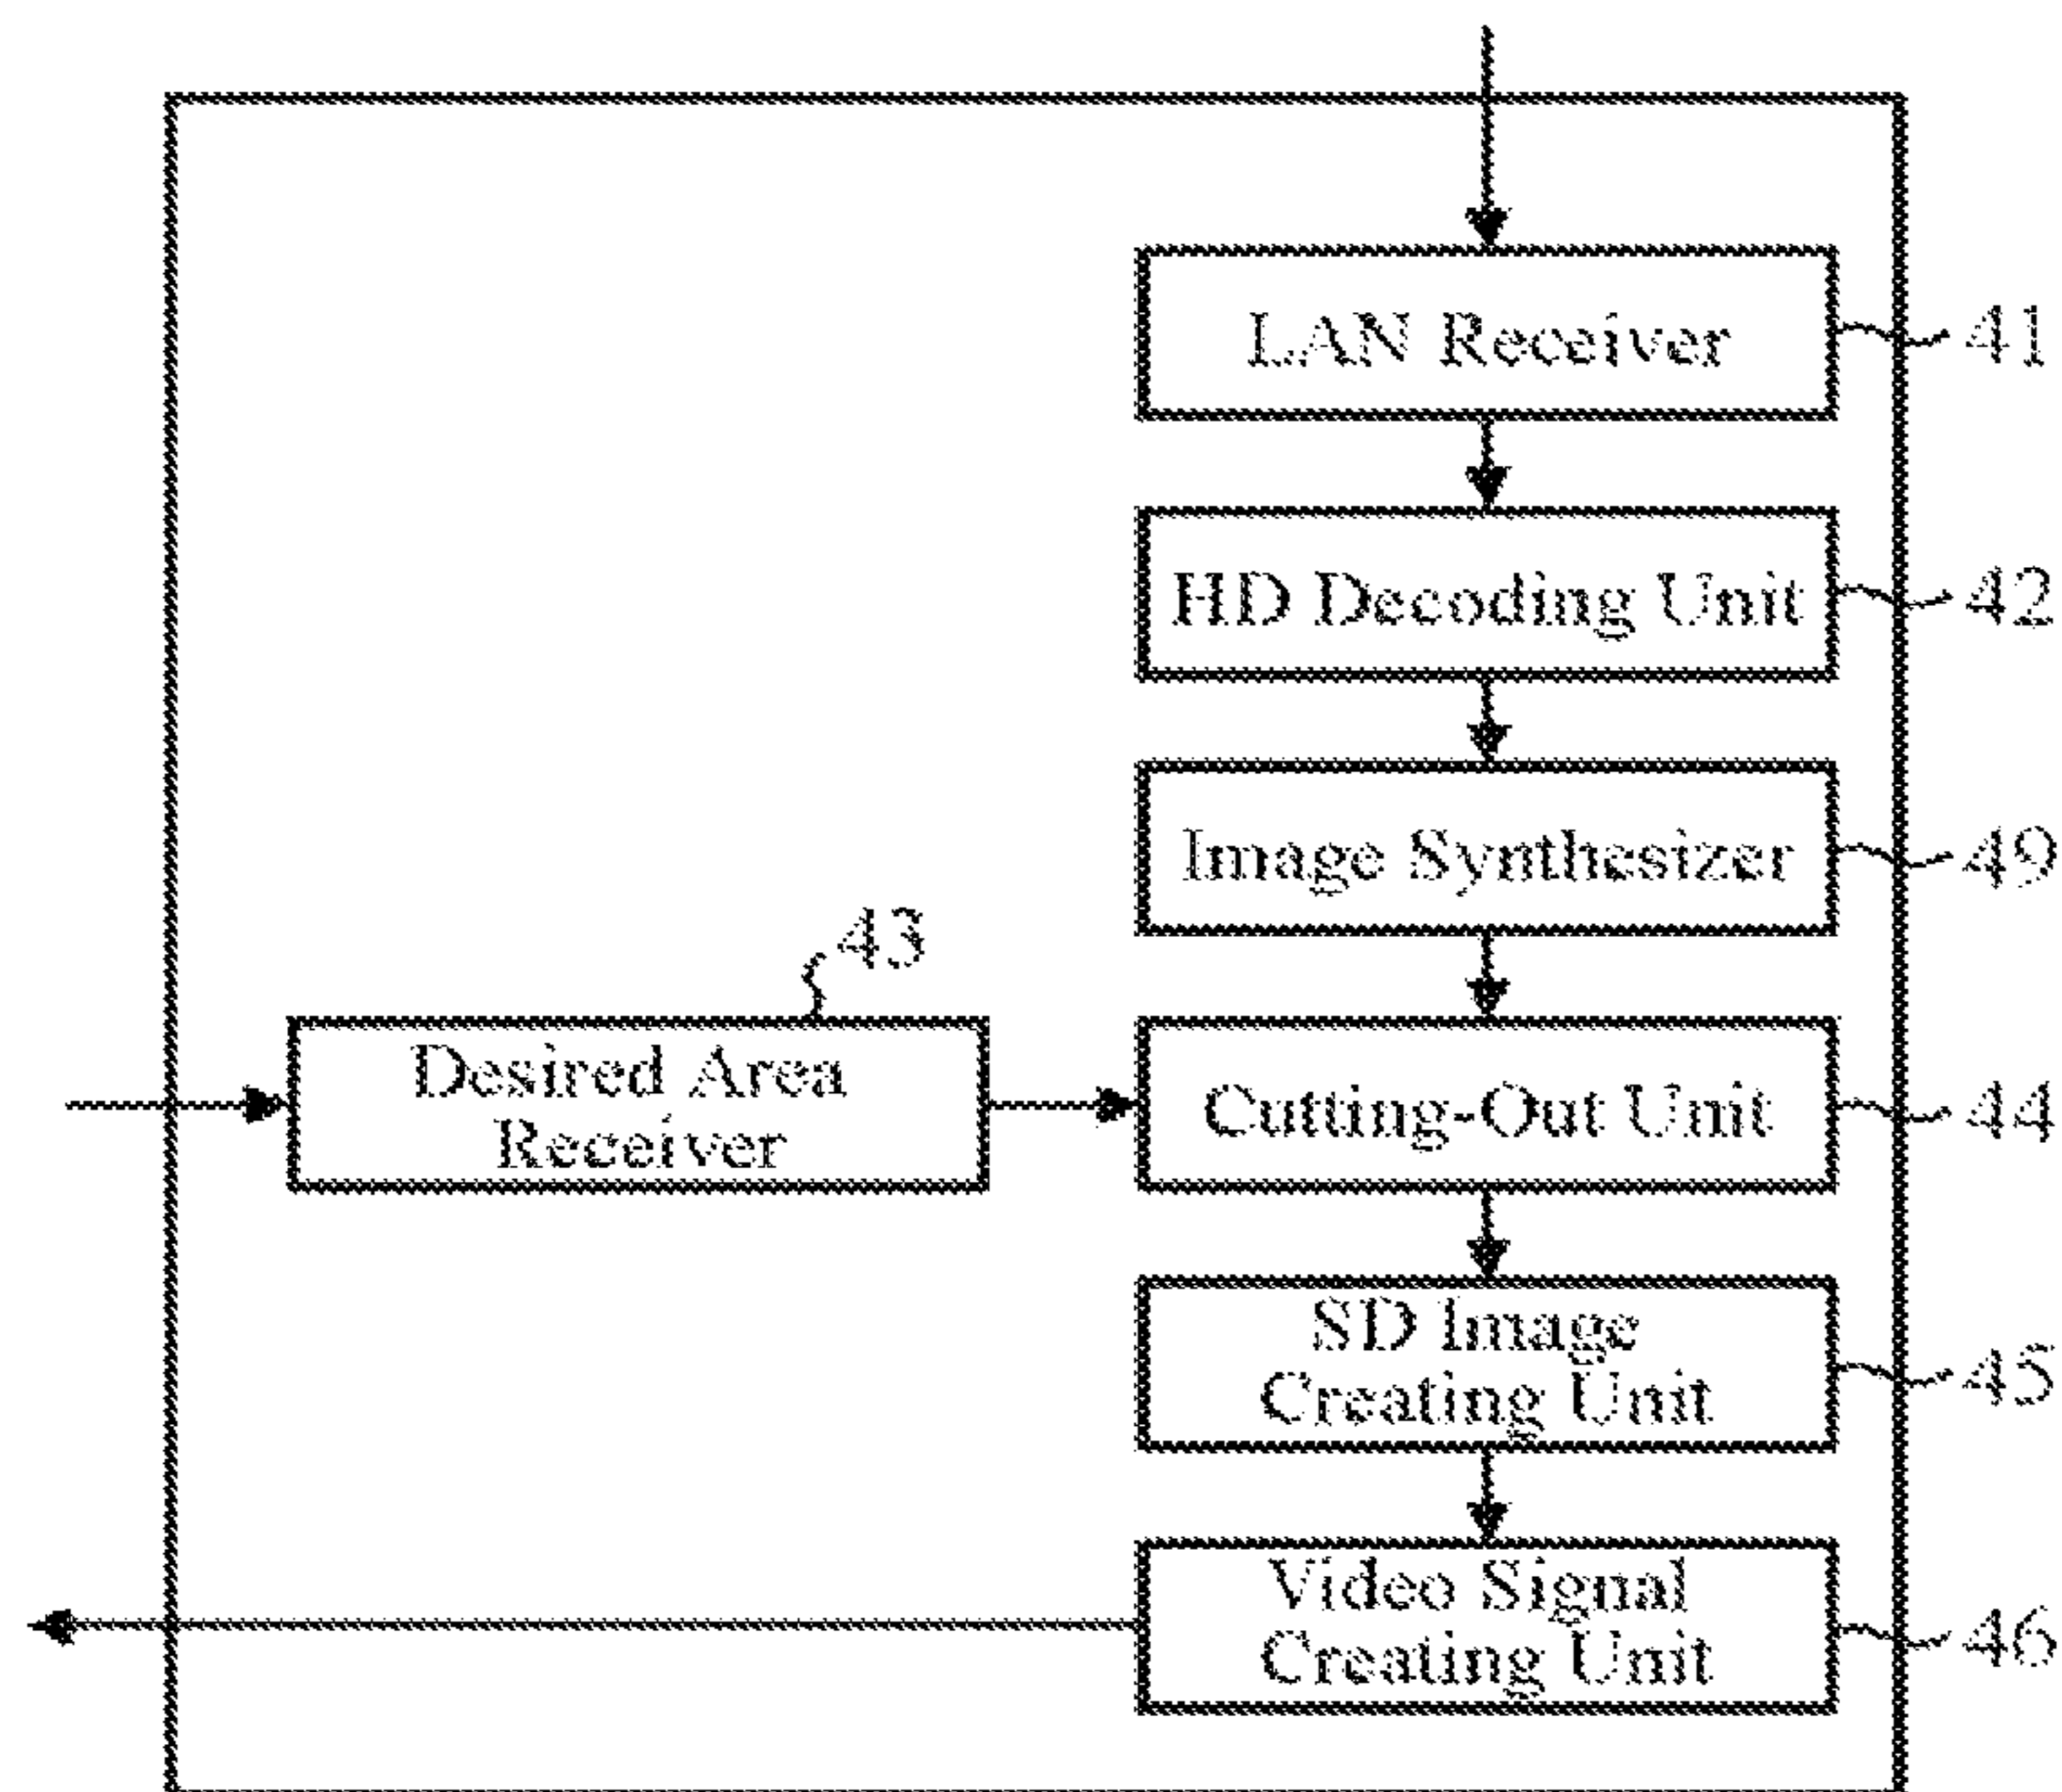 LAN Receiver
41
HD Decoding Unit
42
Image Synthesizer
49
43
Desired Area
Receiver
Cutting-Out Unit
44
SD Image
Creating Unit
45
Video Signal
Creating Unit
46